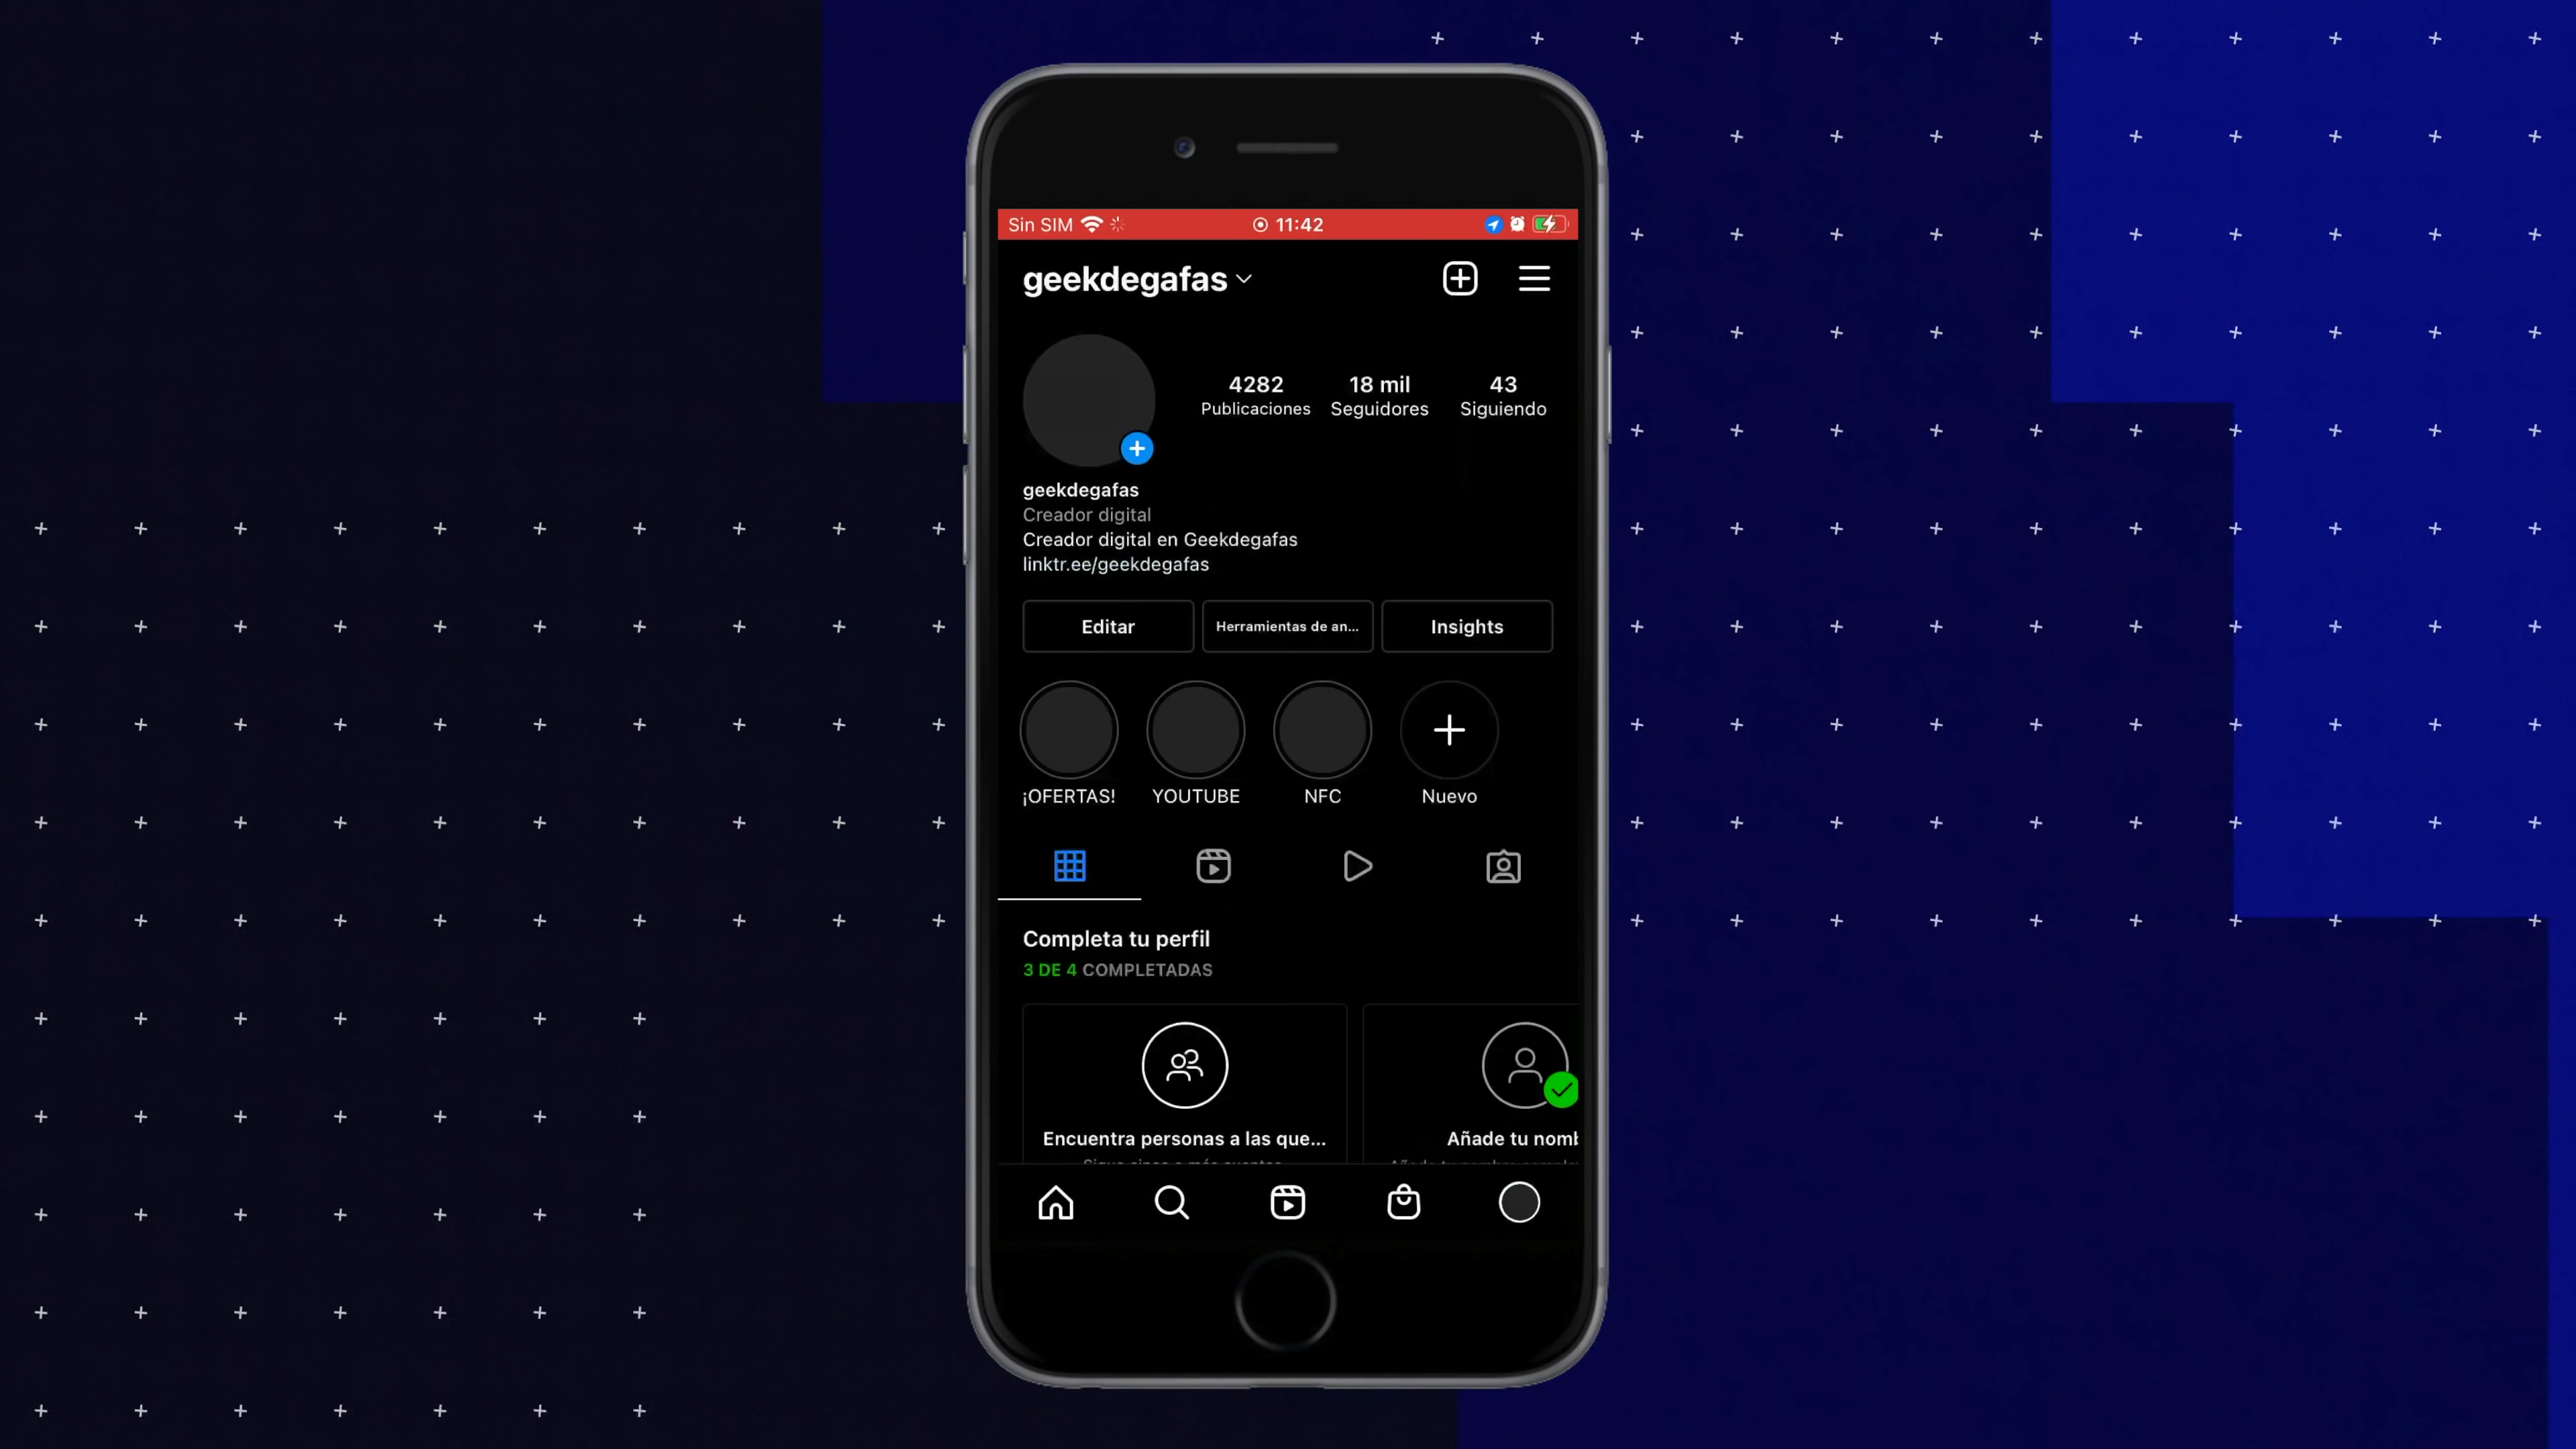 Sin SIM 11:42
geekdegafas
4282 18 mil 43
Publicaciones Seguidores Siguiendo
geekdegafas
Creador digital
Creador digital en Geekdegafas
linktr.ee/geekdegafas
Editar Herramientas de an... Insights
¡OFERTAS! YOUTUBE NFC Nuevo
Completa tu perfil
3 DE 4 COMPLETADAS
Encuentra personas a las que... Añade tu